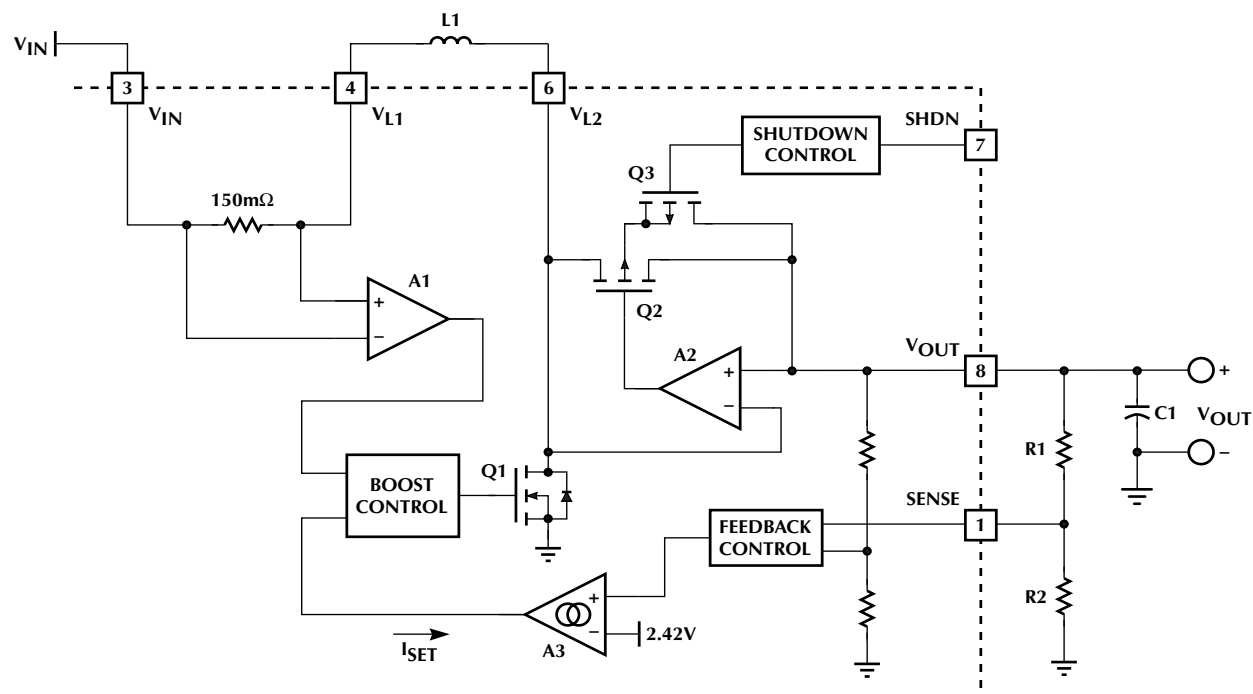 L1
VIN
3
4
6
VIN
VL1
VL2
SHDN
SHUTDOWN
CONTROL
7
Q3
150mΩ
A1
+
−
Q2
A2
+
−
VOUT
8
+
C1
VOUT
−
R1
BOOST
CONTROL
Q1
SENSE
FEEDBACK
CONTROL
1
R2
+
−
2.42V
A3
ISET